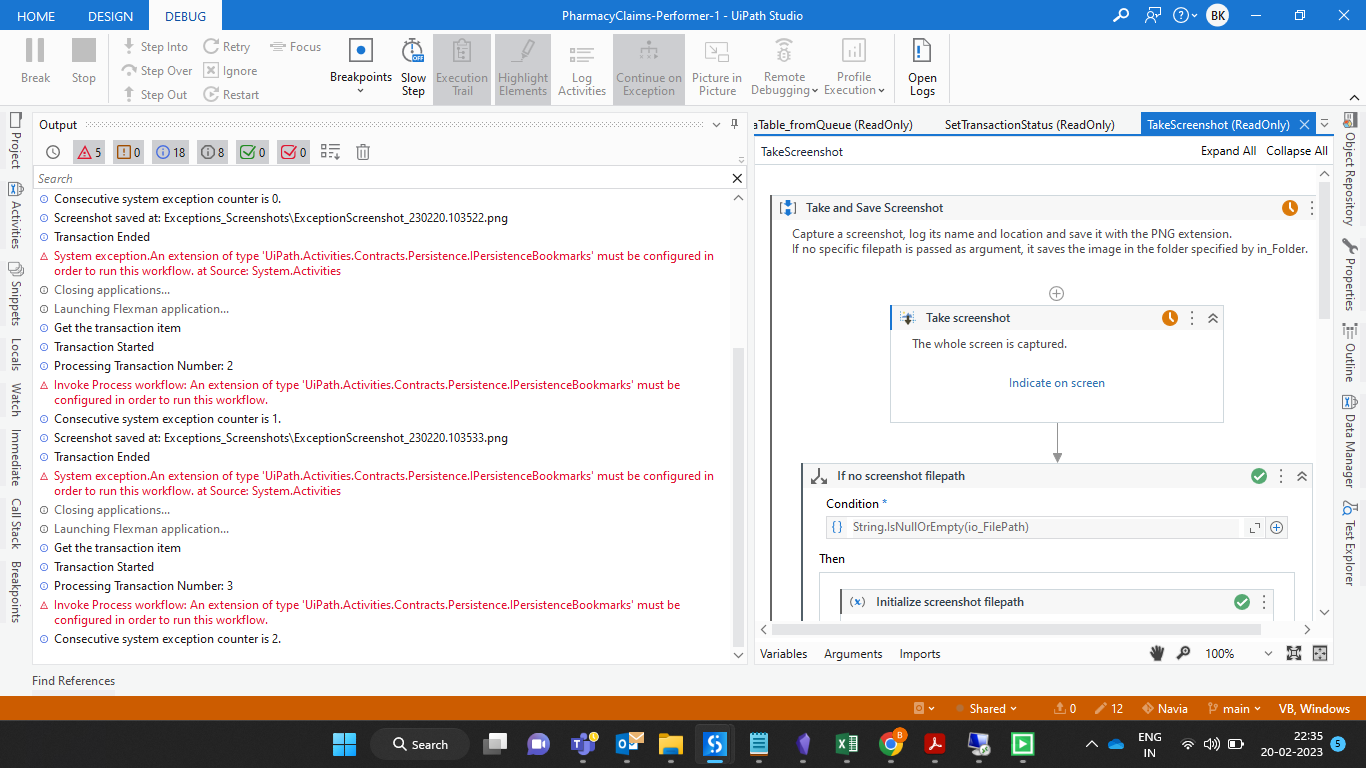 HOME
DESIGN
DEBUG
PharmacyClaims-Performer-1 - UiPath Studio
BK
Break
Stop
Step Into
Step Over
Step Out
Retry
Ignore
Restart
Focus
Breakpoints
Slow
Step
OFF
Execution
Trail
Highlight
Elements
Log
Activities
Continue on
Exception
Picture in
Picture
Remote
Debugging
Profile
Execution
Open
Logs
Project
Activities
Snippets
Locals
Watch
Immediate
Call Stack
Breakpoints
Output
5
0
18
8
0
0
Search
Consecutive system exception counter is 0.
Screenshot saved at: Exceptions_Screenshots\ExceptionScreenshot_230220.103522.png
Transaction Ended
System exception.An extension of type 'UiPath.Activities.Contracts.Persistence.IPersistenceBookmarks' must be configured in
order to run this workflow. at Source: System.Activities
Closing applications...
Launching Flexman application...
Get the transaction item
Transaction Started
Processing Transaction Number: 2
Invoke Process workflow: An extension of type 'UiPath.Activities.Contracts.Persistence.IPersistenceBookmarks' must be
configured in order to run this workflow.
Consecutive system exception counter is 1.
Screenshot saved at: Exceptions_Screenshots\ExceptionScreenshot_230220.103533.png
Transaction Ended
System exception.An extension of type 'UiPath.Activities.Contracts.Persistence.IPersistenceBookmarks' must be configured in
order to run this workflow. at Source: System.Activities
Closing applications...
Launching Flexman application...
Get the transaction item
Transaction Started
Processing Transaction Number: 3
Invoke Process workflow: An extension of type 'UiPath.Activities.Contracts.Persistence.IPersistenceBookmarks' must be
configured in order to run this workflow.
Consecutive system exception counter is 2.
Find References
aTable_fromQueue (ReadOnly)
SetTransactionStatus (ReadOnly)
TakeScreenshot (ReadOnly)
TakeScreenshot
Expand All
Collapse All
Take and Save Screenshot
Capture a screenshot, log its name and location and save it with the PNG extension.
If no specific filepath is passed as argument, it saves the image in the folder specified by in_Folder.
Take screenshot
The whole screen is captured.
Indicate on screen
If no screenshot filepath
Condition *
String.IsNullOrEmpty(io_FilePath)
Then
Initialize screenshot filepath
Variables
Arguments
Imports
100%
Object Repository
Properties
Outline
Data Manager
Test Explorer
Shared
0
12
Navia
main
VB, Windows
Search
B
ENG
IN
22:35
20-02-2023
5